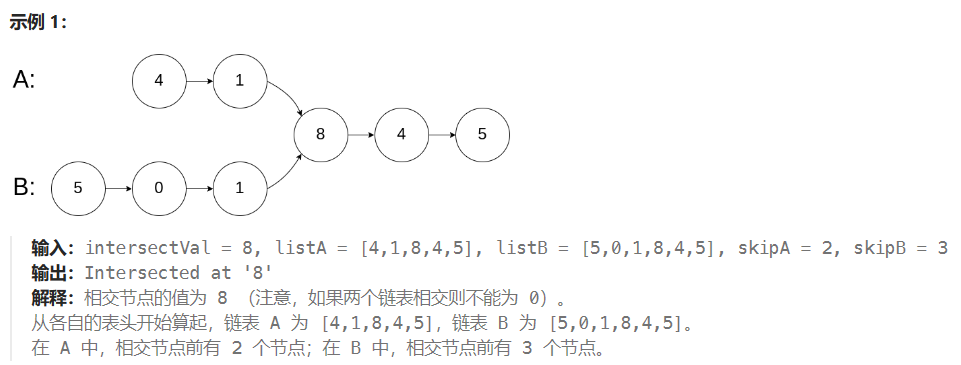 示例 1：
A: 4 1
8 4 5
B: 5 0 1
输入：intersectVal = 8, listA = [4,1,8,4,5], listB = [5,0,1,8,4,5], skipA = 2, skipB = 3
输出：Intersected at '8'
解释：相交节点的值为 8 （注意，如果两个链表相交则不能为 0）。
从各自的表头开始算起，链表 A 为 [4,1,8,4,5]，链表 B 为 [5,0,1,8,4,5]。
在 A 中，相交节点前有 2 个节点；在 B 中，相交节点前有 3 个节点。